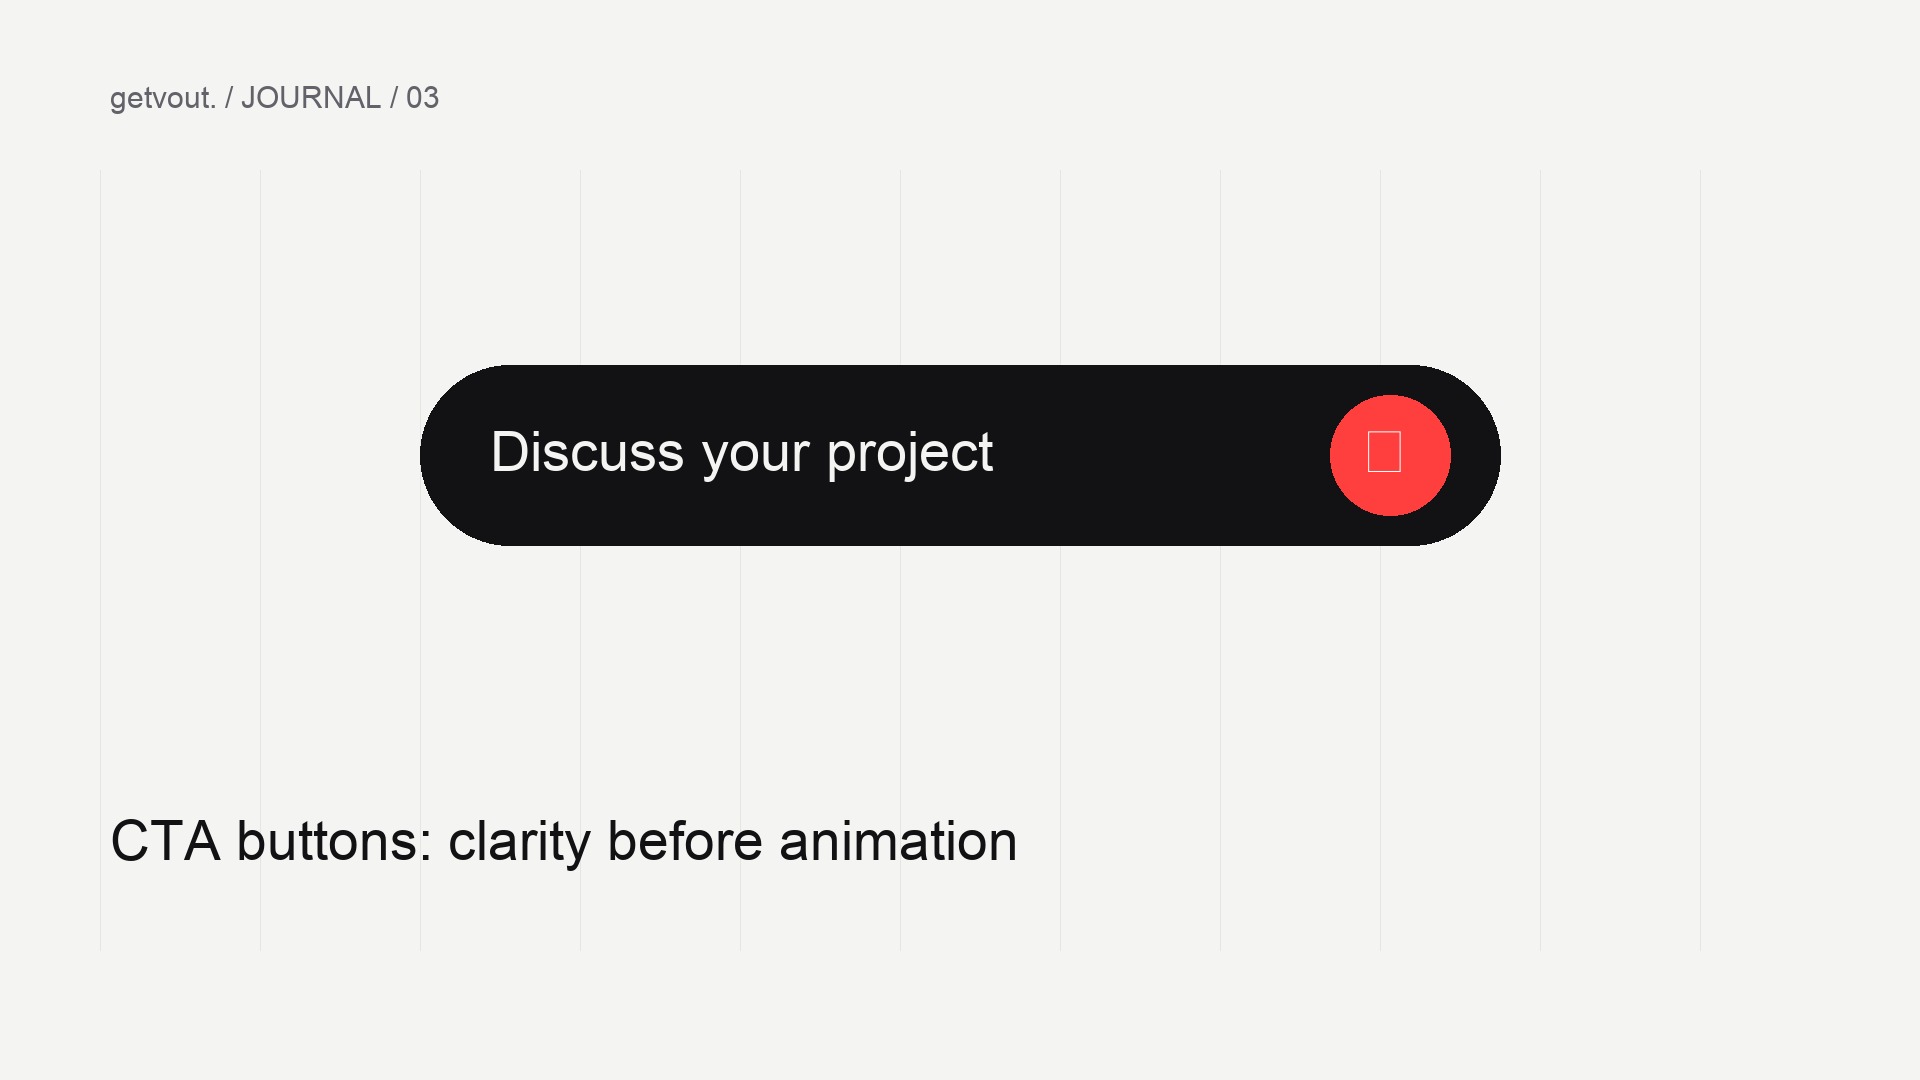 getvout. / JOURNAL / 03
Discuss your project
CTA buttons: clarity before animation